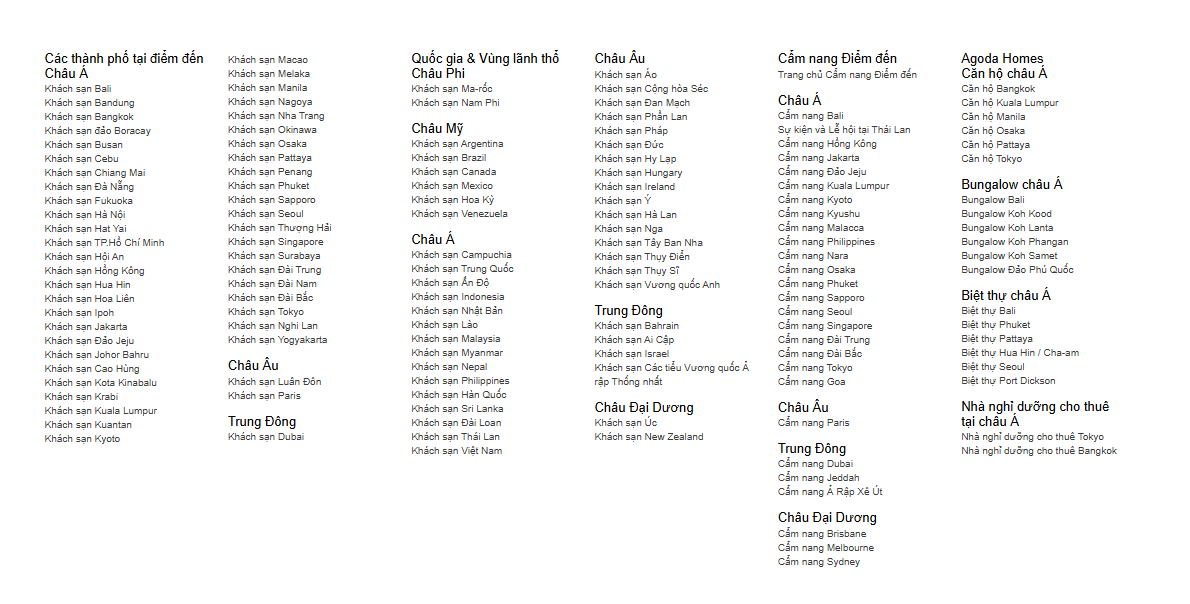 Các thành phố tại điểm đến
Châu Á
Khách sạn Bali
Khách sạn Bandung
Khách sạn Bangkok
Khách sạn đảo Boracay
Khách sạn Busan
Khách sạn Cebu
Khách sạn Chiang Mai
Khách sạn Đà Nẵng
Khách sạn Fukuoka
Khách sạn Hà Nội
Khách sạn Hat Yai
Khách sạn TP.Hồ Chí Minh
Khách sạn Hội An
Khách sạn Hồng Kông
Khách sạn Hua Hin
Khách sạn Hoa Liên
Khách sạn Ipoh
Khách sạn Jakarta
Khách sạn Đảo Jeju
Khách sạn Johor Bahru
Khách sạn Cao Hùng
Khách sạn Kota Kinabalu
Khách sạn Krabi
Khách sạn Kuala Lumpur
Khách sạn Kuantan
Khách sạn Kyoto
Khách sạn Macao
Khách sạn Melaka
Khách sạn Manila
Khách sạn Nagoya
Khách sạn Nha Trang
Khách sạn Okinawa
Khách sạn Osaka
Khách sạn Pattaya
Khách sạn Penang
Khách sạn Phuket
Khách sạn Sapporo
Khách sạn Seoul
Khách sạn Thượng Hải
Khách sạn Singapore
Khách sạn Surabaya
Khách sạn Đài Trung
Khách sạn Đài Nam
Khách sạn Đài Bắc
Khách sạn Tokyo
Khách sạn Nghi Lan
Khách sạn Yogyakarta
Châu Âu
Khách sạn Luân Đôn
Khách sạn Paris
Trung Đông
Khách sạn Dubai
Quốc gia & Vùng lãnh thổ
Châu Phi
Khách sạn Ma-rốc
Khách sạn Nam Phi
Châu Mỹ
Khách sạn Argentina
Khách sạn Brazil
Khách sạn Canada
Khách sạn Mexico
Khách sạn Hoa Kỳ
Khách sạn Venezuela
Châu Á
Khách sạn Campuchia
Khách sạn Trung Quốc
Khách sạn Ấn Độ
Khách sạn Indonesia
Khách sạn Nhật Bản
Khách sạn Lào
Khách sạn Malaysia
Khách sạn Myanmar
Khách sạn Nepal
Khách sạn Philippines
Khách sạn Hàn Quốc
Khách sạn Sri Lanka
Khách sạn Đài Loan
Khách sạn Thái Lan
Khách sạn Việt Nam
Châu Âu
Khách sạn Áo
Khách sạn Cộng hòa Séc
Khách sạn Đan Mạch
Khách sạn Phần Lan
Khách sạn Pháp
Khách sạn Đức
Khách sạn Hy Lạp
Khách sạn Hungary
Khách sạn Ireland
Khách sạn Ý
Khách sạn Hà Lan
Khách sạn Nga
Khách sạn Tây Ban Nha
Khách sạn Thụy Điển
Khách sạn Thụy Sĩ
Khách sạn Vương quốc Anh
Trung Đông
Khách sạn Bahrain
Khách sạn Ai Cập
Khách sạn Israel
Khách sạn Các tiểu Vương quốc Ả
rập Thống nhất
Châu Đại Dương
Khách sạn Úc
Khách sạn New Zealand
Cẩm nang Điểm đến
Trang chủ Cẩm nang Điểm đến
Châu Á
Cẩm nang Bali
Sự kiện và Lễ hội tại Thái Lan
Cẩm nang Hồng Kông
Cẩm nang Jakarta
Cẩm nang Đảo Jeju
Cẩm nang Kuala Lumpur
Cẩm nang Kyoto
Cẩm nang Kyushu
Cẩm nang Malacca
Cẩm nang Philippines
Cẩm nang Nara
Cẩm nang Osaka
Cẩm nang Phuket
Cẩm nang Sapporo
Cẩm nang Seoul
Cẩm nang Singapore
Cẩm nang Đài Trung
Cẩm nang Đài Bắc
Cẩm nang Tokyo
Cẩm nang Goa
Châu Âu
Cẩm nang Paris
Trung Đông
Cẩm nang Dubai
Cẩm nang Jeddah
Cẩm nang Ả Rập Xê Út
Châu Đại Dương
Cẩm nang Brisbane
Cẩm nang Melbourne
Cẩm nang Sydney
Agoda Homes
Căn hộ châu Á
Căn hộ Bangkok
Căn hộ Kuala Lumpur
Căn hộ Manila
Căn hộ Osaka
Căn hộ Pattaya
Căn hộ Tokyo
Bungalow châu Á
Bungalow Bali
Bungalow Koh Kood
Bungalow Koh Lanta
Bungalow Koh Phangan
Bungalow Koh Samet
Bungalow Đảo Phú Quốc
Biệt thự châu Á
Biệt thự Bali
Biệt thự Phuket
Biệt thự Pattaya
Biệt thự Hua Hin / Cha-am
Biệt thự Seoul
Biệt thự Port Dickson
Nhà nghỉ dưỡng cho thuê
tại châu Á
Nhà nghỉ dưỡng cho thuê Tokyo
Nhà nghỉ dưỡng cho thuê Bangkok